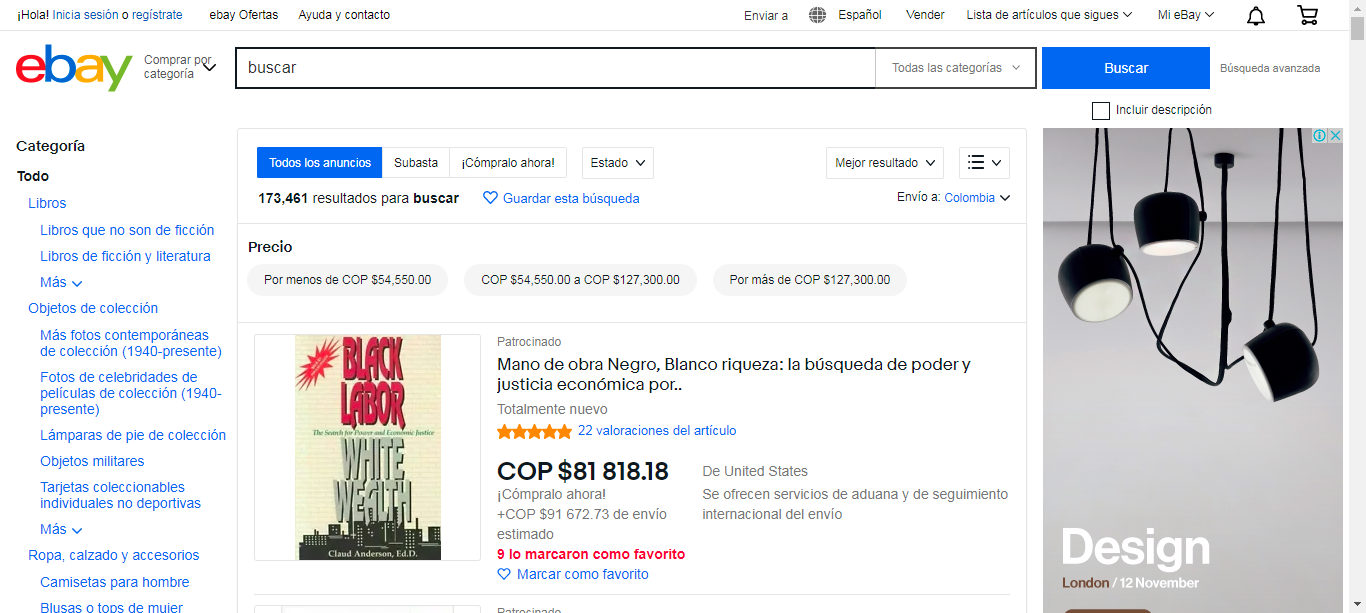 ¡Hola! Inicia sesión o regístrate
ebay Ofertas
Ayuda y contacto
Enviar a
Español
Vender
Lista de artículos que sigues
Mi eBay
ebay
Comprar por
categoría
buscar
Todas las categorías
Buscar
Búsqueda avanzada
Incluir descripción
Categoría
Todo
Libros
Libros que no son de ficción
Libros de ficción y literatura
Más
Objetos de colección
Más fotos contemporáneas
de colección (1940-presente)
Fotos de celebridades de
películas de colección (1940-
presente)
Lámparas de pie de colección
Objetos militares
Tarjetas coleccionables
individuales no deportivas
Más
Ropa, calzado y accesorios
Camisetas para hombre
Blusas o tops de mujer
Todos los anuncios
Subasta
¡Cómpralo ahora!
Estado
Mejor resultado
173,461 resultados para buscar
Guardar esta búsqueda
Envío a: Colombia
Precio
Por menos de COP $54,550.00
COP $54,550.00 a COP $127,300.00
Por más de COP $127,300.00
BLACK
LABOR
The Search for Power and Economic Justice
WHITE
WEALTH
Claud Anderson, Ed.D.
Patrocinado
Mano de obra Negro, Blanco riqueza: la búsqueda de poder y
justicia económica por..
Totalmente nuevo
22 valoraciones del artículo
COP $81 818.18
¡Cómpralo ahora!
+COP $91 672.73 de envío
estimado
9 lo marcaron como favorito
Marcar como favorito
De United States
Se ofrecen servicios de aduana y de seguimiento
internacional del envío
Patrocinado
Design
London / 12 November